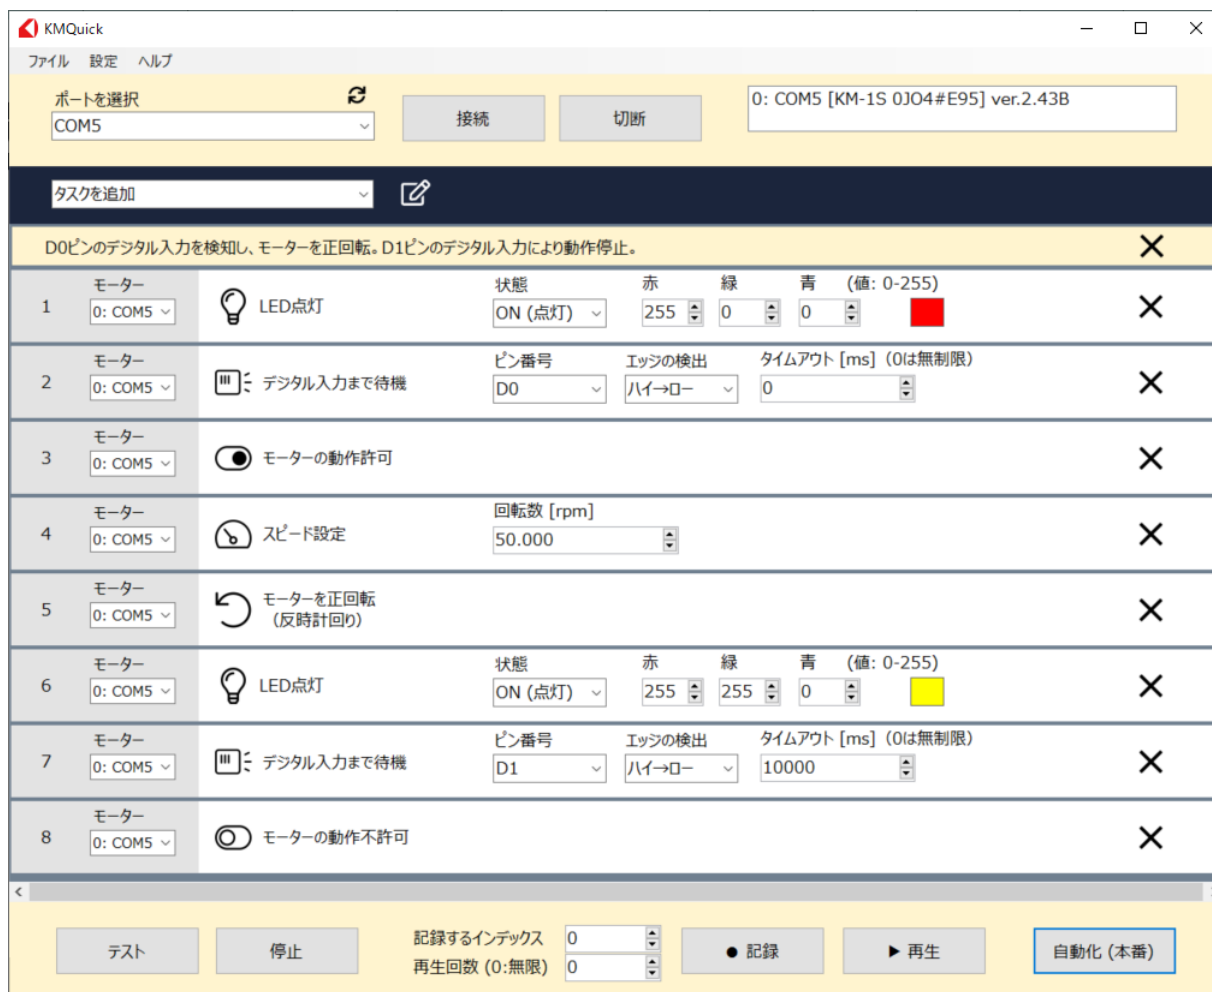 KMQuick
ファイル 設定 ヘルプ
ポートを選択
COM5
接続
切断
0: COM5 [KM-1S 0JO4#E95] ver.2.43B
タスクを追加
D0ピンのデジタル入力を検知し、モーターを正回転。D1ピンのデジタル入力により動作停止。
モーター 状態 赤 緑 青 (値: 0-255)
1 0: COM5 LED点灯 ON (点灯) 255 0 0
モーター ピン番号 エッジの検出 タイムアウト [ms]（0は無制限）
2 0: COM5 デジタル入力まで待機 D0 ハイ→ロー 0
モーター
3 0: COM5 モーターの動作許可
モーター 回転数 [rpm]
4 0: COM5 スピード設定 50.000
モーター
5 0: COM5 モーターを正回転
（反時計回り）
モーター 状態 赤 緑 青 (値: 0-255)
6 0: COM5 LED点灯 ON (点灯) 255 255 0
モーター ピン番号 エッジの検出 タイムアウト [ms]（0は無制限）
7 0: COM5 デジタル入力まで待機 D1 ハイ→ロー 10000
モーター
8 0: COM5 モーターの動作不許可
テスト
停止
記録するインデックス 0
再生回数 (0:無限) 0
● 記録
▶ 再生
自動化 (本番)